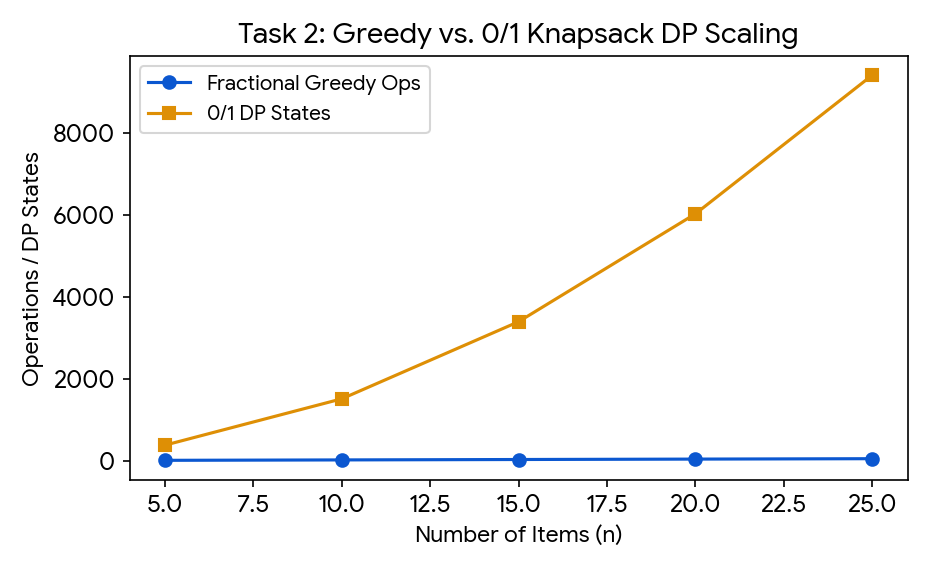 Task 2: Greedy vs. 0/1 Knapsack DP Scaling
Fractional Greedy Ops
0/1 DP States
Operations / DP States
8000
6000
4000
2000
0
5.0 7.5 10.0 12.5 15.0 17.5 20.0 22.5 25.0
Number of Items (n)